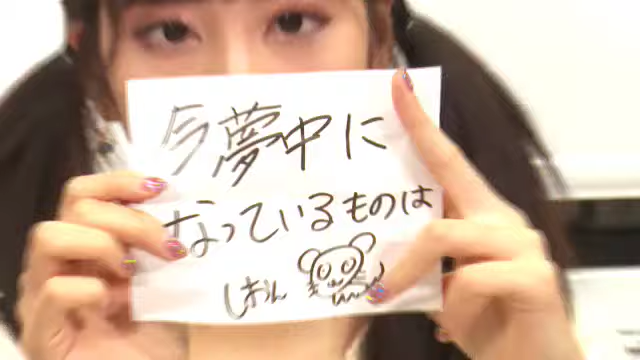 今夢中に
なっているものは
しおん